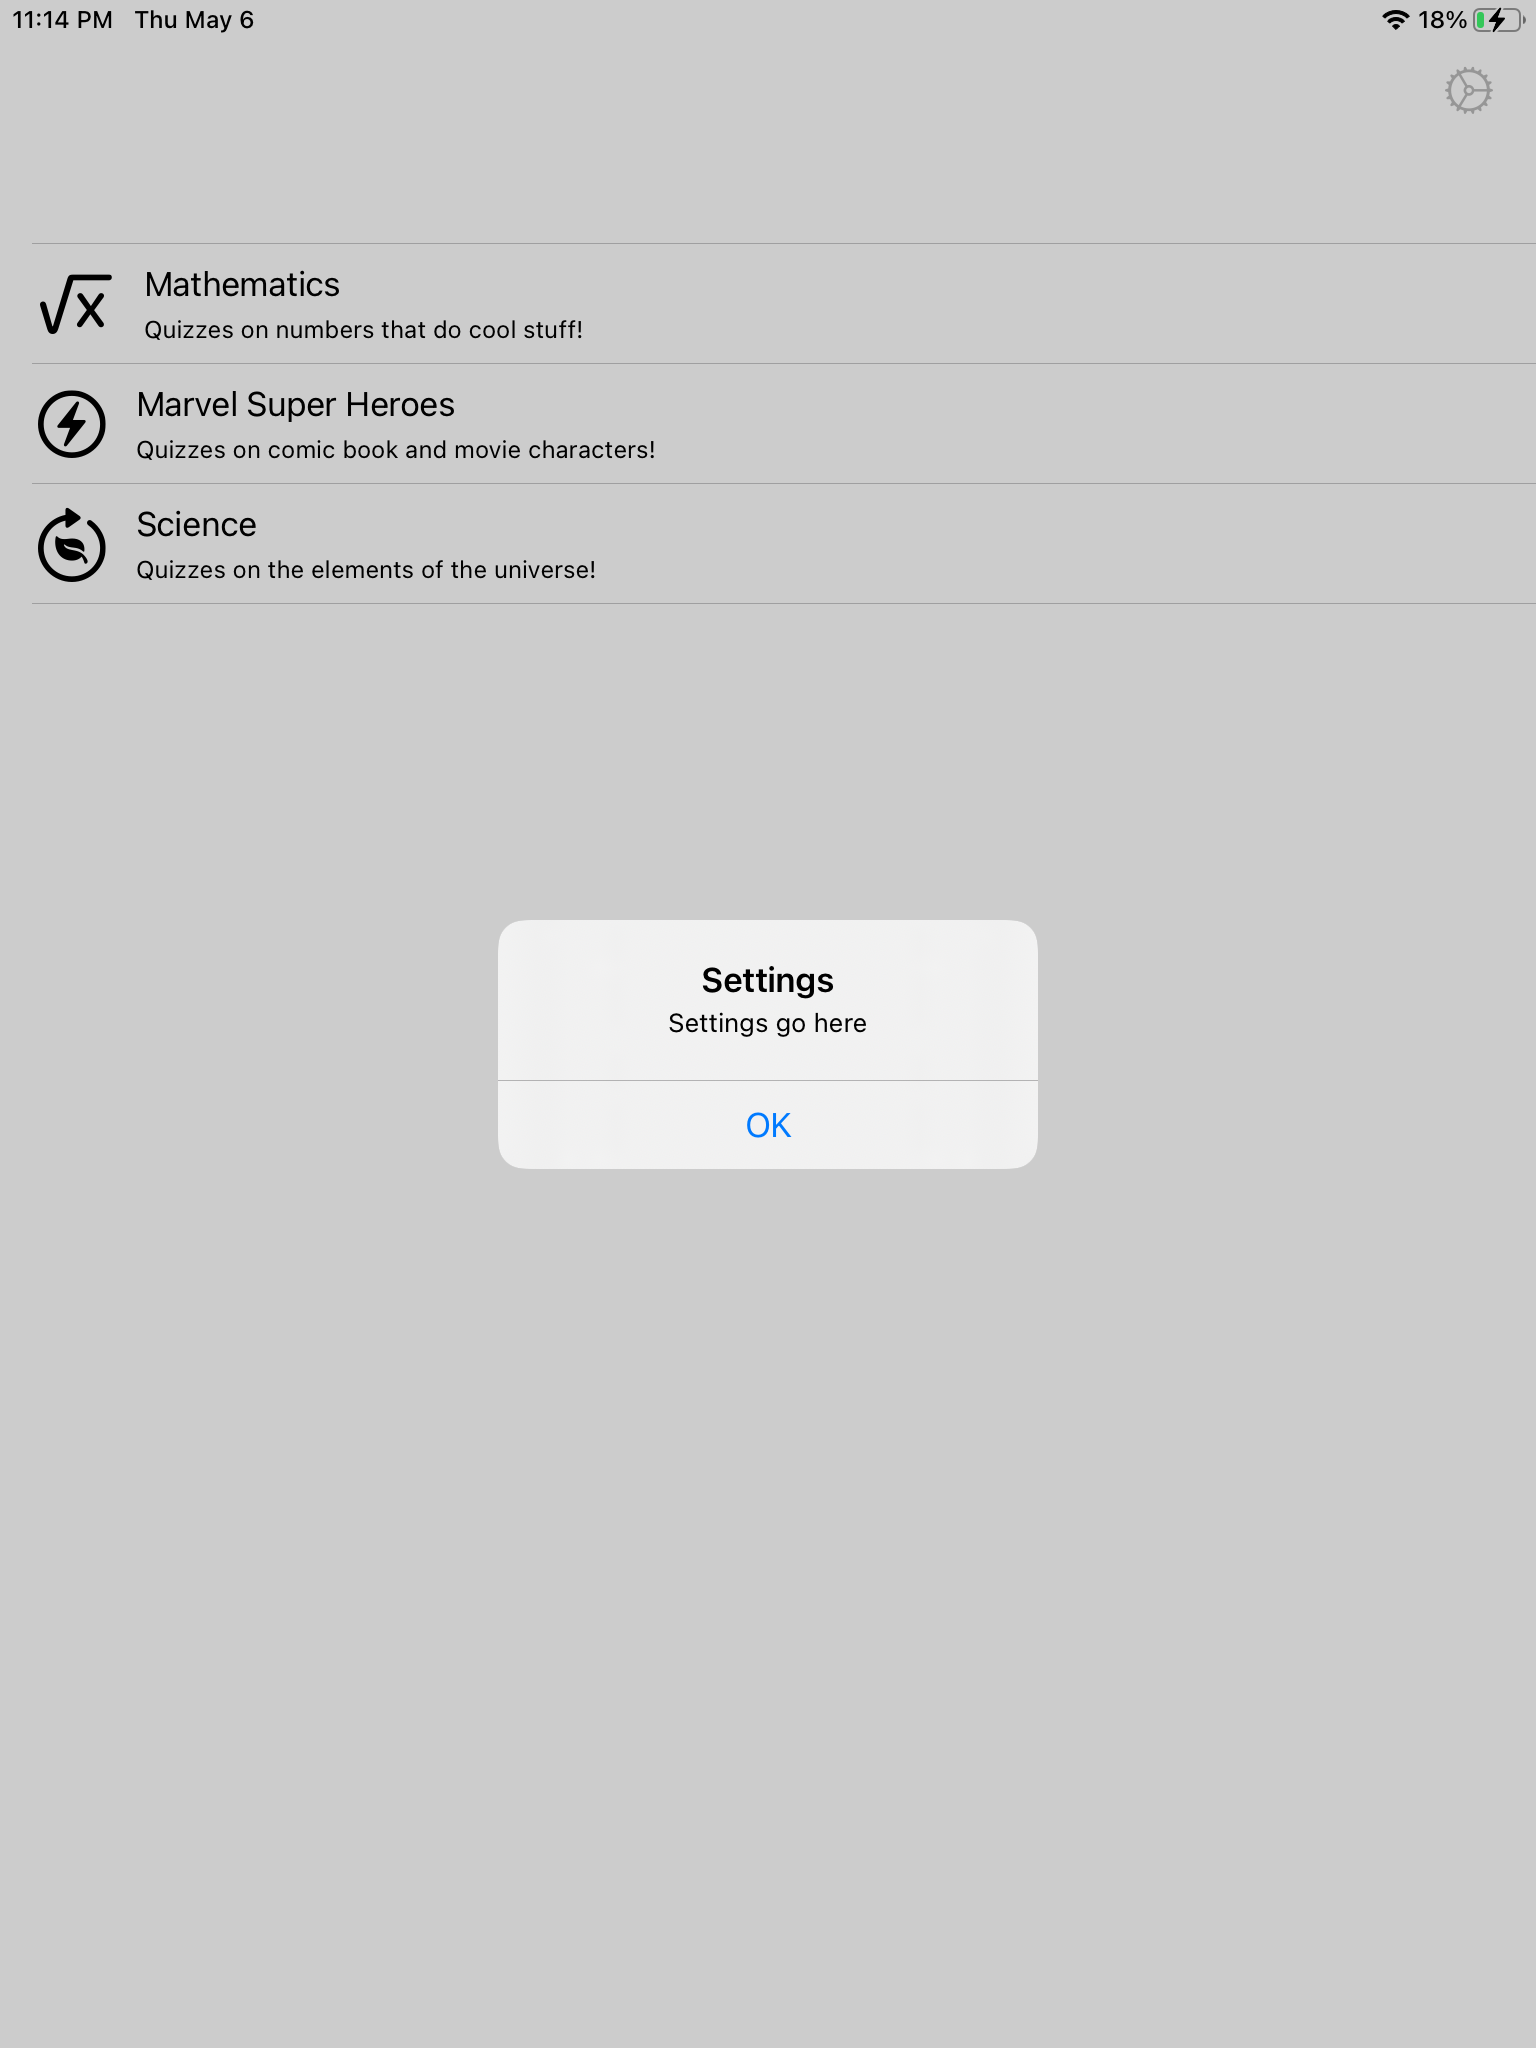 11:14 PM Thu May 6 18%
Mathematics
Quizzes on numbers that do cool stuff!
Marvel Super Heroes
Quizzes on comic book and movie characters!
Science
Quizzes on the elements of the universe!
Settings
Settings go here
OK